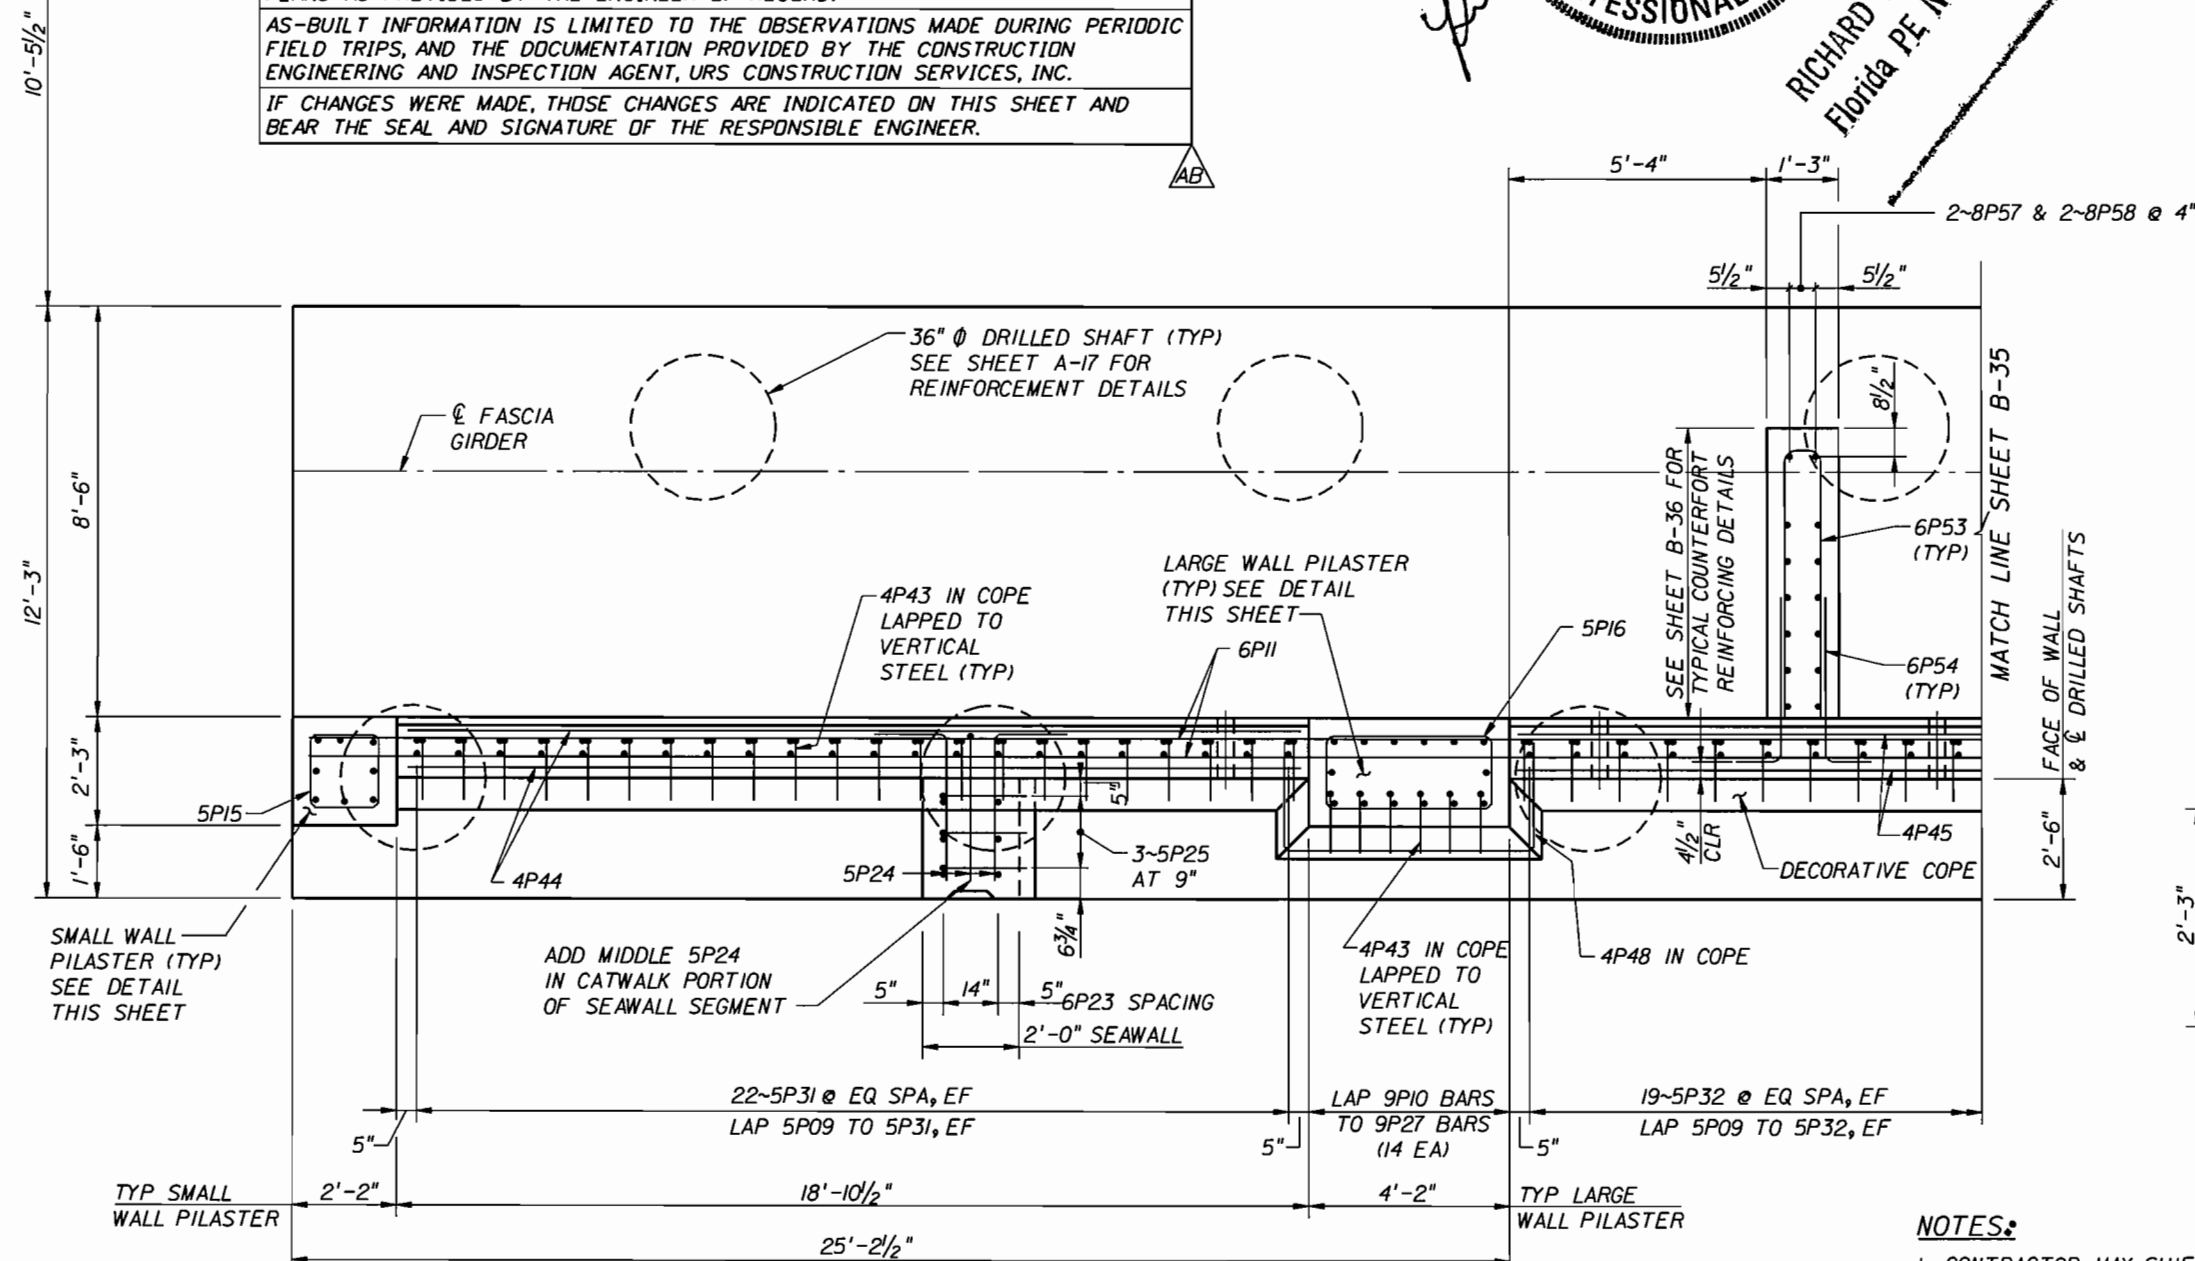 AS-BUILT INFORMATION IS LIMITED TO THE OBSERVATIONS MADE DURING PERIODIC
FIELD TRIPS, AND THE DOCUMENTATION PROVIDED BY THE CONSTRUCTION
ENGINEERING AND INSPECTION AGENT, URS CONSTRUCTION SERVICES, INC.
IF CHANGES WERE MADE, THOSE CHANGES ARE INDICATED ON THIS SHEET AND
BEAR THE SEAL AND SIGNATURE OF THE RESPONSIBLE ENGINEER.
AB
RICHARD
Florida PE
10'-5½"
5'-4"
1'-3"
2~8P57 & 2~8P58 @ 4"
5½"
5½"
36" Φ DRILLED SHAFT (TYP)
SEE SHEET A-17 FOR
REINFORCEMENT DETAILS
℄ FASCIA
GIRDER
8½"
MATCH LINE SHEET B-35
8'-6"
12'-3"
SEE SHEET B-36 FOR
TYPICAL COUNTERFORT
REINFORCING DETAILS
6P53
(TYP)
LARGE WALL PILASTER
(TYP) SEE DETAIL
THIS SHEET
4P43 IN COPE
LAPPED TO
VERTICAL
STEEL (TYP)
5P16
6P11
6P54
(TYP)
FACE OF WALL
& ℄ DRILLED SHAFTS
2'-3"
5P15
1'-6"
4P44
5P24
5"
3~5P25
AT 9"
6¾"
4½"
CLR
4P45
DECORATIVE COPE
2'-6"
2'-3"
SMALL WALL
PILASTER (TYP)
SEE DETAIL
THIS SHEET
ADD MIDDLE 5P24
IN CATWALK PORTION
OF SEAWALL SEGMENT
5"
14"
5"
6P23 SPACING
2'-0" SEAWALL
4P43 IN COPE
LAPPED TO
VERTICAL
STEEL (TYP)
4P48 IN COPE
22~5P31 @ EQ SPA, EF
LAP 5P09 TO 5P31, EF
LAP 9P10 BARS
TO 9P27 BARS
(14 EA)
19~5P32 @ EQ SPA, EF
LAP 5P09 TO 5P32, EF
5"
5"
5"
TYP SMALL
WALL PILASTER
2'-2"
18'-10½"
4'-2"
TYP LARGE
WALL PILASTER
25'-2½"
NOTES: